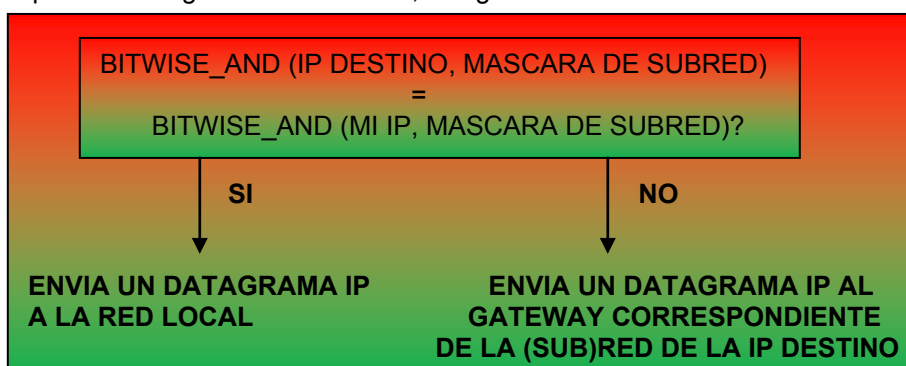 BITWISE_AND (IP DESTINO, MASCARA DE SUBRED)
=
BITWISE_AND (MI IP, MASCARA DE SUBRED)?
SI
NO
ENVIA UN DATAGRAMA IP
A LA RED LOCAL
ENVIA UN DATAGRAMA IP AL
GATEWAY CORRESPONDIENTE
DE LA (SUB)RED DE LA IP DESTINO